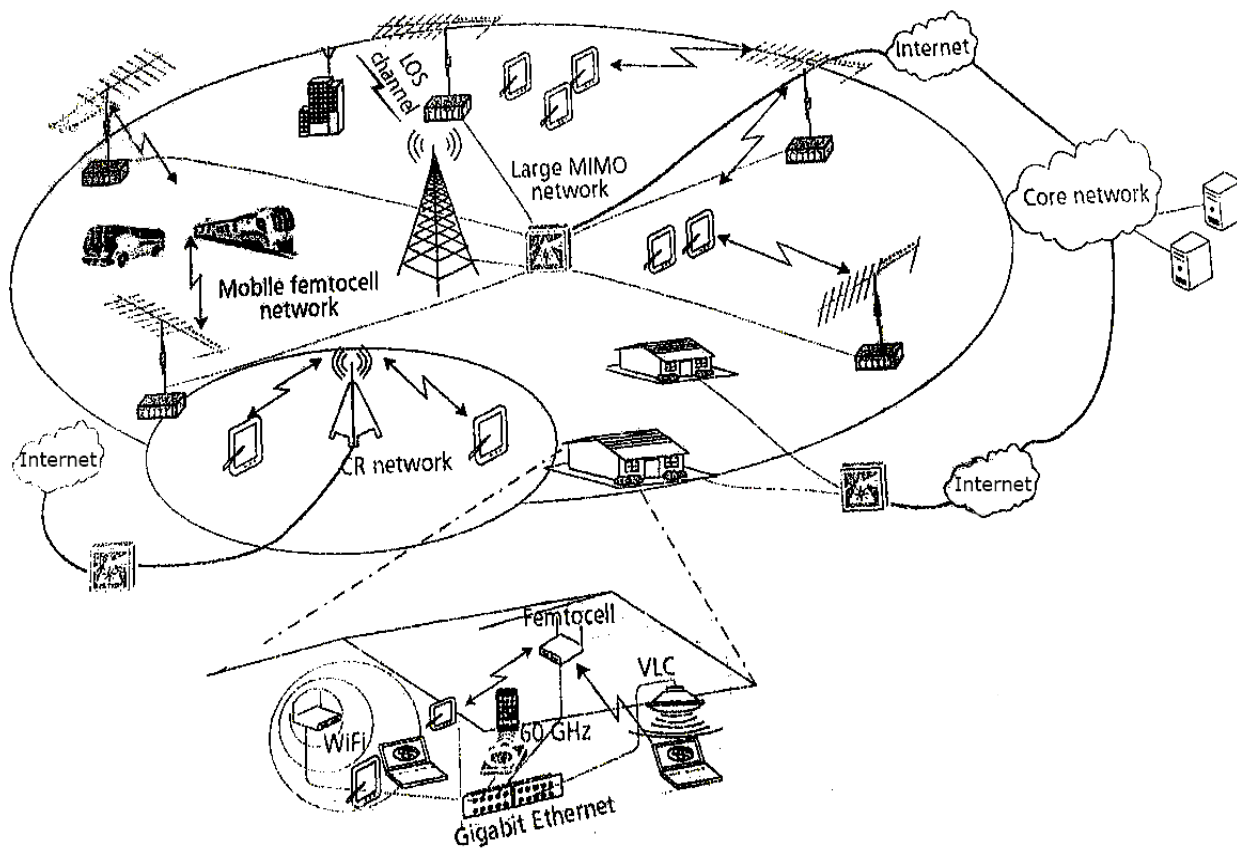 Internet
LOS
channel
Large MIMO
network
Core network
Mobile femtocell
network
Internet
CR network
Internet
Femtocell
VLC
WiFi
60 GHz
Gigabit Ethernet